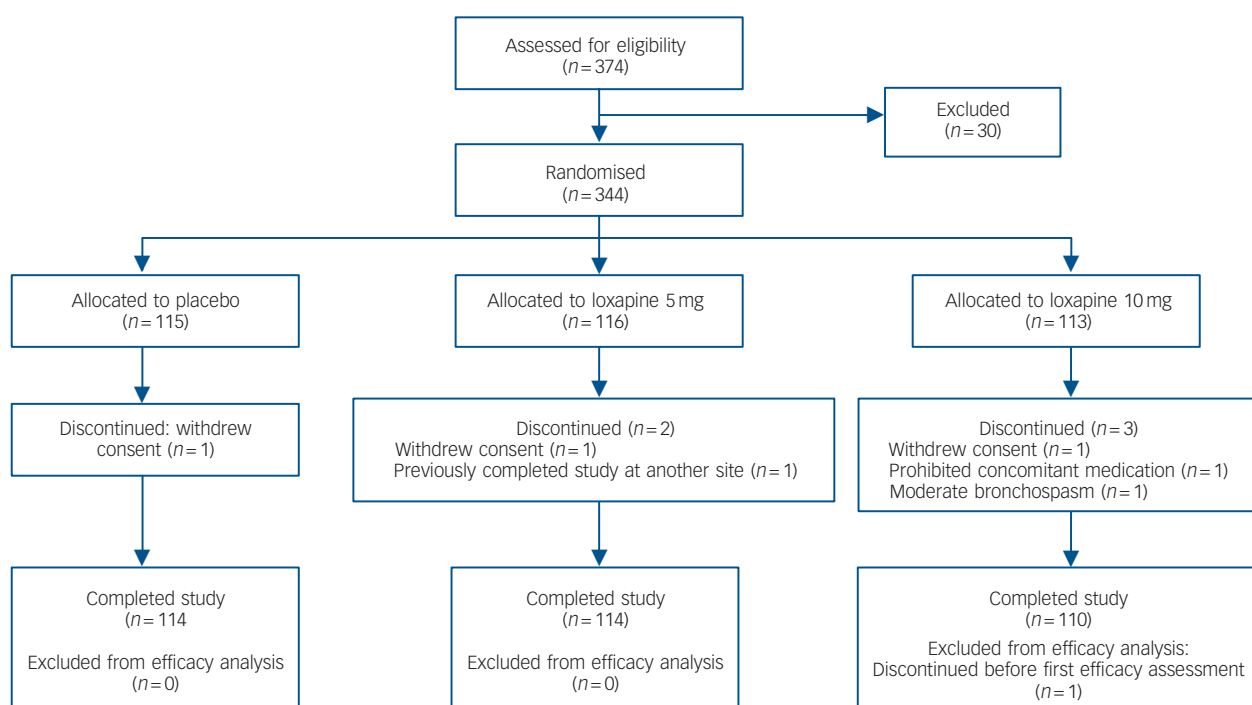 Assessed for eligibility
(n=374)
Excluded
(n=30)
Randomised
(n=344)
Allocated to placebo
(n=115)
Allocated to loxapine 5 mg
(n=116)
Allocated to loxapine 10 mg
(n=113)
Discontinued: withdrew
consent (n=1)
Discontinued (n=2)
Withdrew consent (n=1)
Previously completed study at another site (n=1)
Discontinued (n=3)
Withdrew consent (n=1)
Prohibited concomitant medication (n=1)
Moderate bronchospasm (n=1)
Completed study
(n=114
Excluded from efficacy analysis
(n=0)
Completed study
(n=114)
Excluded from efficacy analysis
(n=0)
Completed study
(n=110)
Excluded from efficacy analysis:
Discontinued before first efficacy assessment
(n=1)